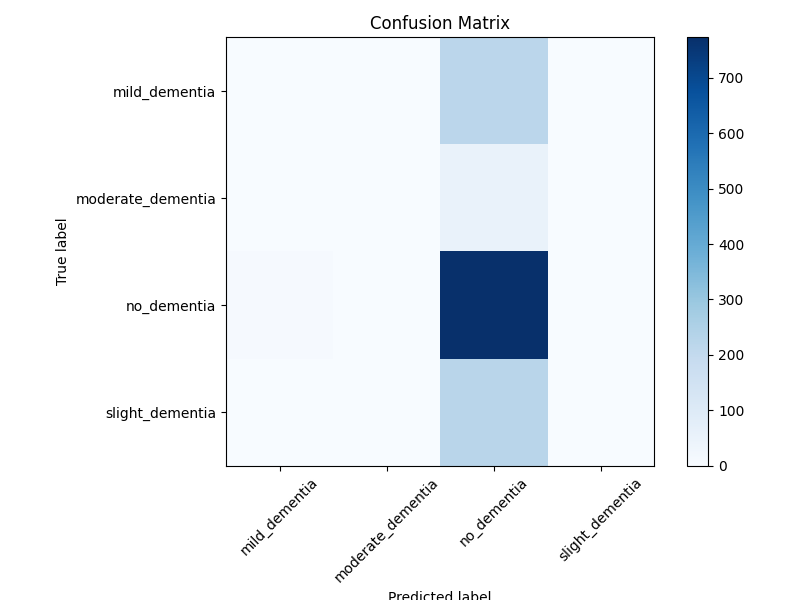 Confusion Matrix
mild_dementia
moderate_dementia
no_dementia
slight_dementia
True label
mild_dementia
moderate_dementia
no_dementia
slight_dementia
Predicted label
700
600
500
400
300
200
100
0